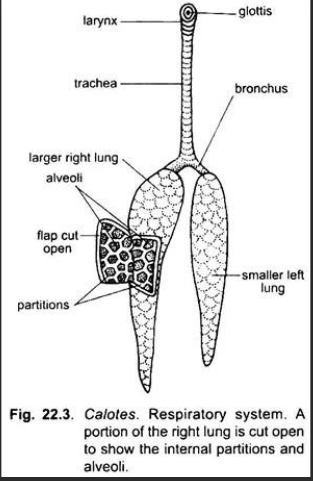 glottis
larynx
trachea
bronchus
larger right lung
alveoli
flap cut
open
smaller left
lung
partitions
Fig. 22.3. Calotes. Respiratory system. A
portion of the right lung is cut open
to show the internal partitions and
alveoli.